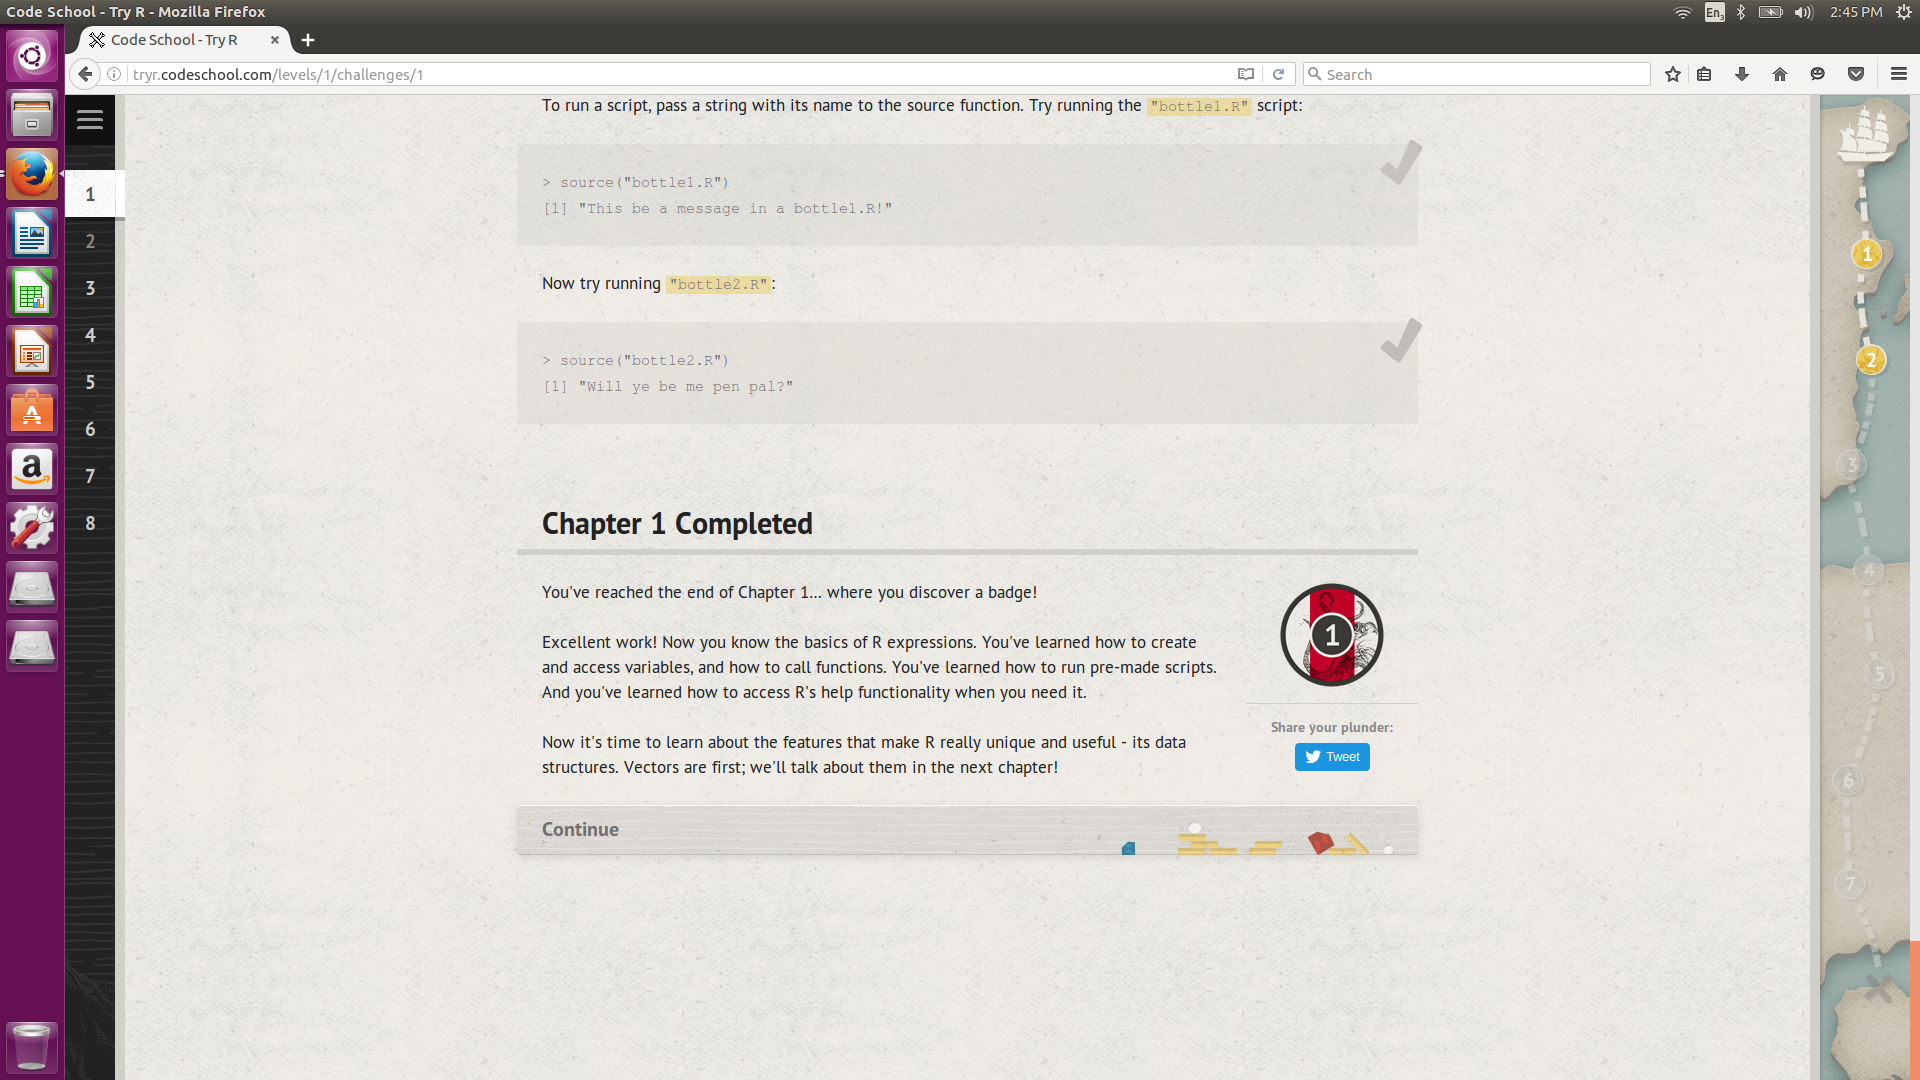 Code School - Try R - Mozilla Firefox
En3
2:45 PM
Code School - Try R
tryr.codeschool.com/levels/1/challenges/1
Search
1
2
3
4
5
6
7
8
To run a script, pass a string with its name to the source function. Try running the "bottle1.R" script:
> source("bottle1.R")
[1] "This be a message in a bottle1.R!"
Now try running "bottle2.R":
> source("bottle2.R")
[1] "Will ye be me pen pal?"
Chapter 1 Completed
You've reached the end of Chapter 1… where you discover a badge!
Excellent work! Now you know the basics of R expressions. You've learned how to create
and access variables, and how to call functions. You've learned how to run pre-made scripts.
And you've learned how to access R's help functionality when you need it.
Now it's time to learn about the features that make R really unique and useful - its data
structures. Vectors are first; we'll talk about them in the next chapter!
1
Share your plunder:
Tweet
Continue
1
2
3
4
5
6
7